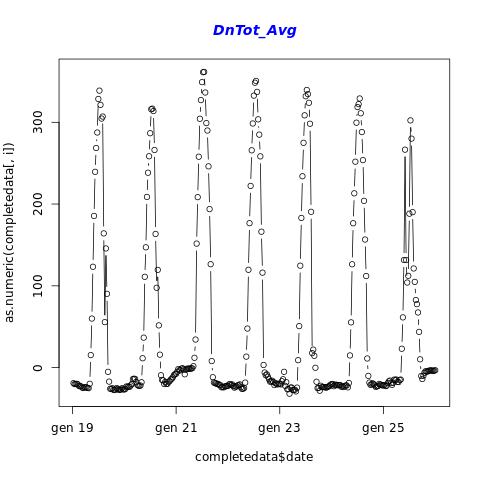 DnTot_Avg
as.numeric(completedata[, i])
300
200
100
0
gen 19
gen 21
gen 23
gen 25
completedata$date